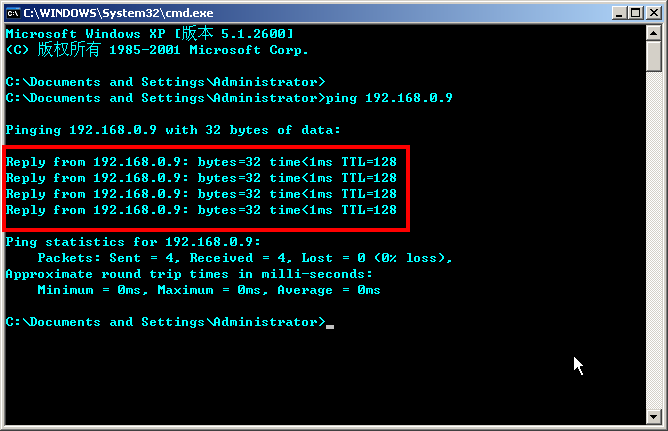 C:\WINDOWS\System32\cmd.exe
Microsoft Windows XP [版本 5.1.2600]
(C) 版权所有 1985-2001 Microsoft Corp.
C:\Documents and Settings\Administrator>
C:\Documents and Settings\Administrator>ping 192.168.0.9
Pinging 192.168.0.9 with 32 bytes of data:
Reply from 192.168.0.9: bytes=32 time<1ms TTL=128
Reply from 192.168.0.9: bytes=32 time<1ms TTL=128
Reply from 192.168.0.9: bytes=32 time<1ms TTL=128
Reply from 192.168.0.9: bytes=32 time<1ms TTL=128
Ping statistics for 192.168.0.9:
Packets: Sent = 4, Received = 4, Lost = 0 (0% loss),
Approximate round trip times in milli-seconds:
Minimum = 0ms, Maximum = 0ms, Average = 0ms
C:\Documents and Settings\Administrator>